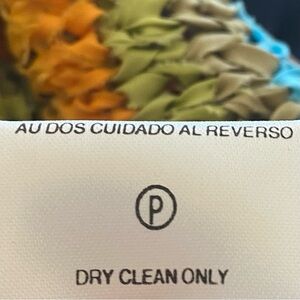 AU DOS CUIDADO AL REVERSO
P
DRY CLEAN ONLY